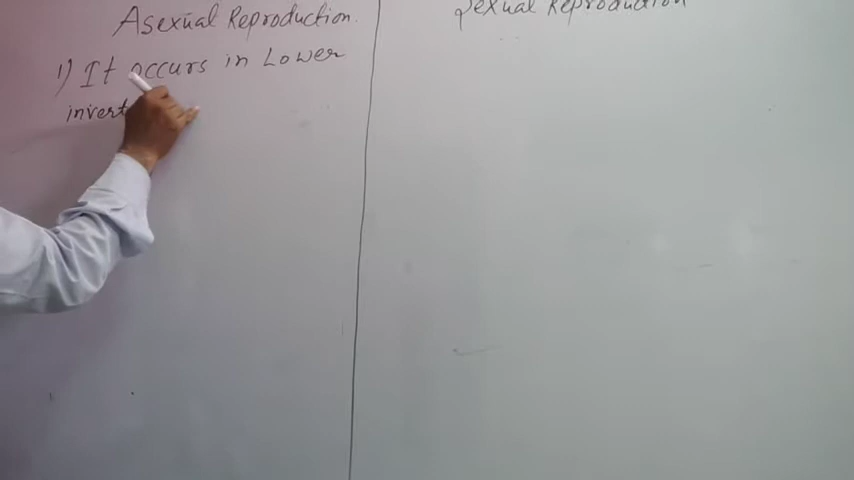 Asexual Reproduction.
Sexual Reproduction
1) It occurs in Lower
invert